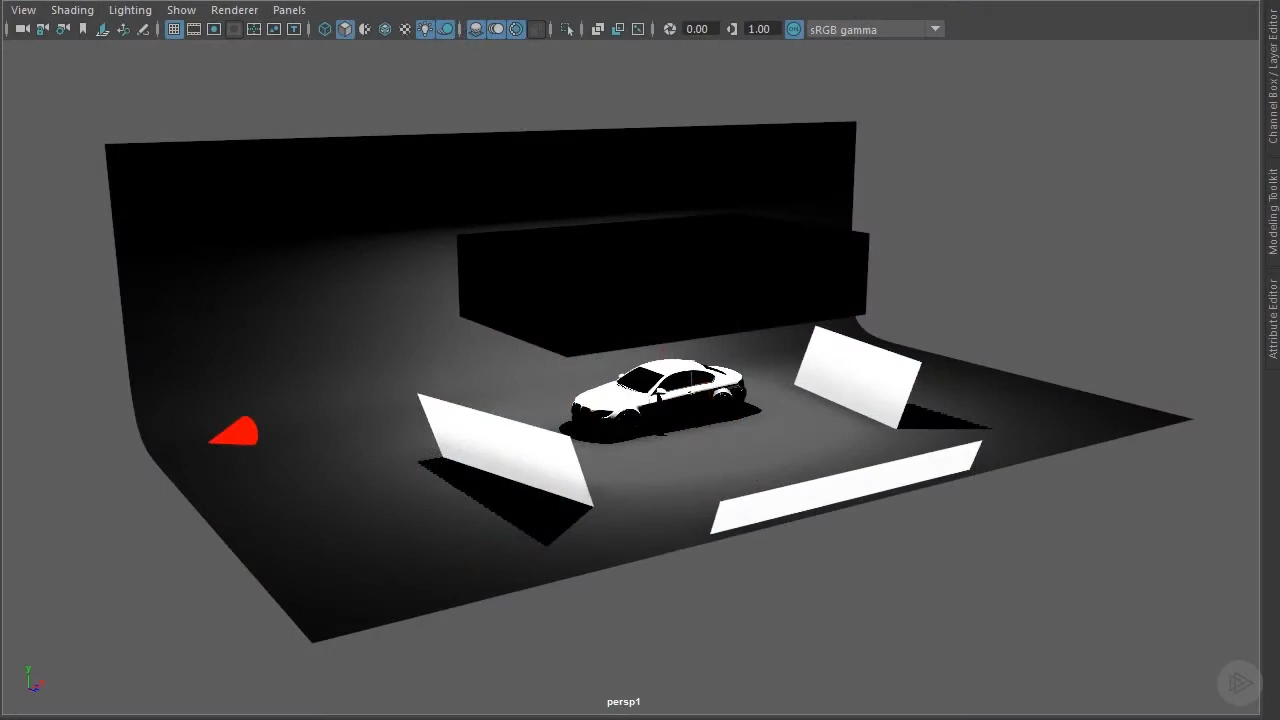 View Shading Lighting Show Renderer Panels
0.00 1.00 sRGB gamma
Channel Box / Layer Editor
Modeling Toolkit
Attribute Editor
persp1
y